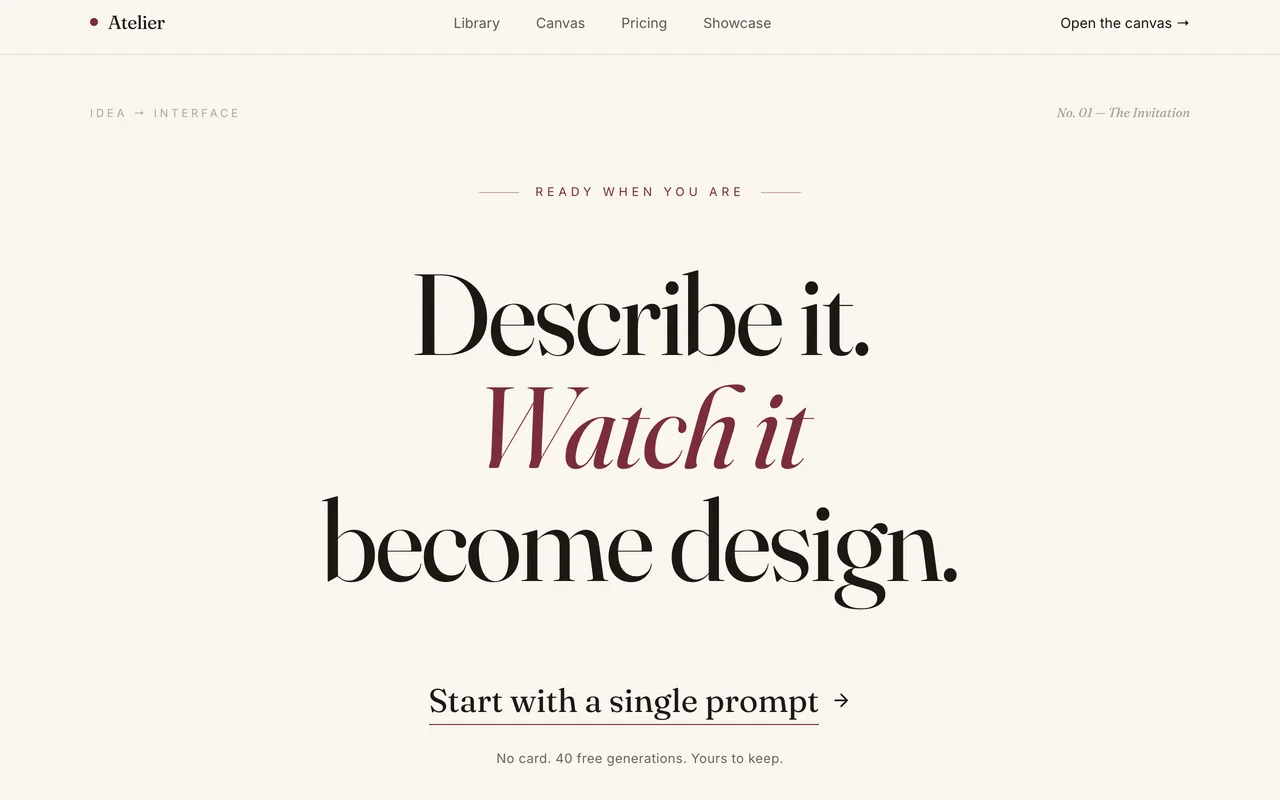 Atelier
Library
Canvas
Pricing
Showcase
Open the canvas →
IDEA → INTERFACE
No. 01 — The Invitation
READY WHEN YOU ARE
Describe it.
Watch it
become design.
Start with a single prompt →
No card. 40 free generations. Yours to keep.